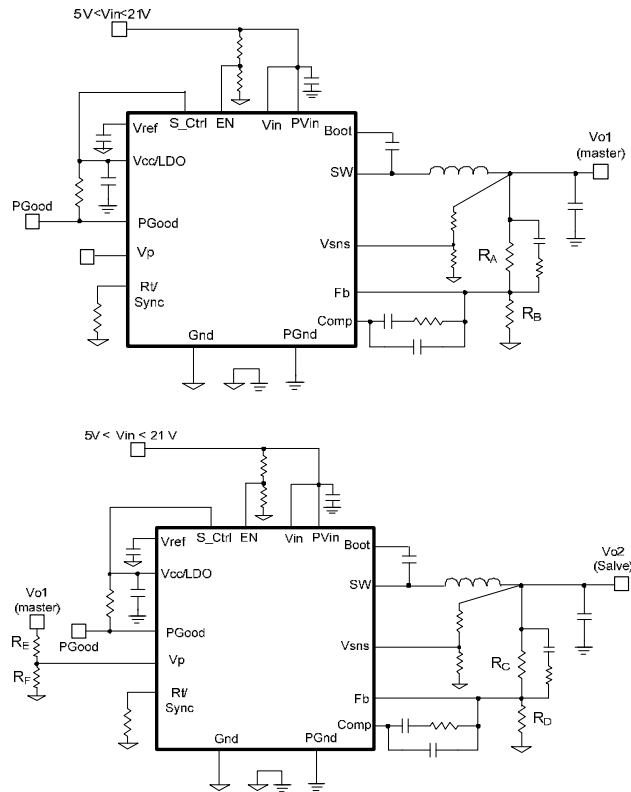 5V<Vin<21V
S_Ctrl EN Vin PVin
Vref
Boot
Vcc/LDO
SW
Vo1
(master)
PGood
PGood
Vp
Vsns
RA
Rt/
Sync
Fb
Comp
RB
Gnd PGnd
5V< Vin < 21 V
S_Ctrl EN Vin PVin
Vref
Boot
Vcc/LDO
SW
Vo2
(Salve)
Vo1
(master)
RE
PGood
PGood
Vsns
RF
Vp
RC
Rt/
Sync
Fb
Comp
RD
Gnd PGnd